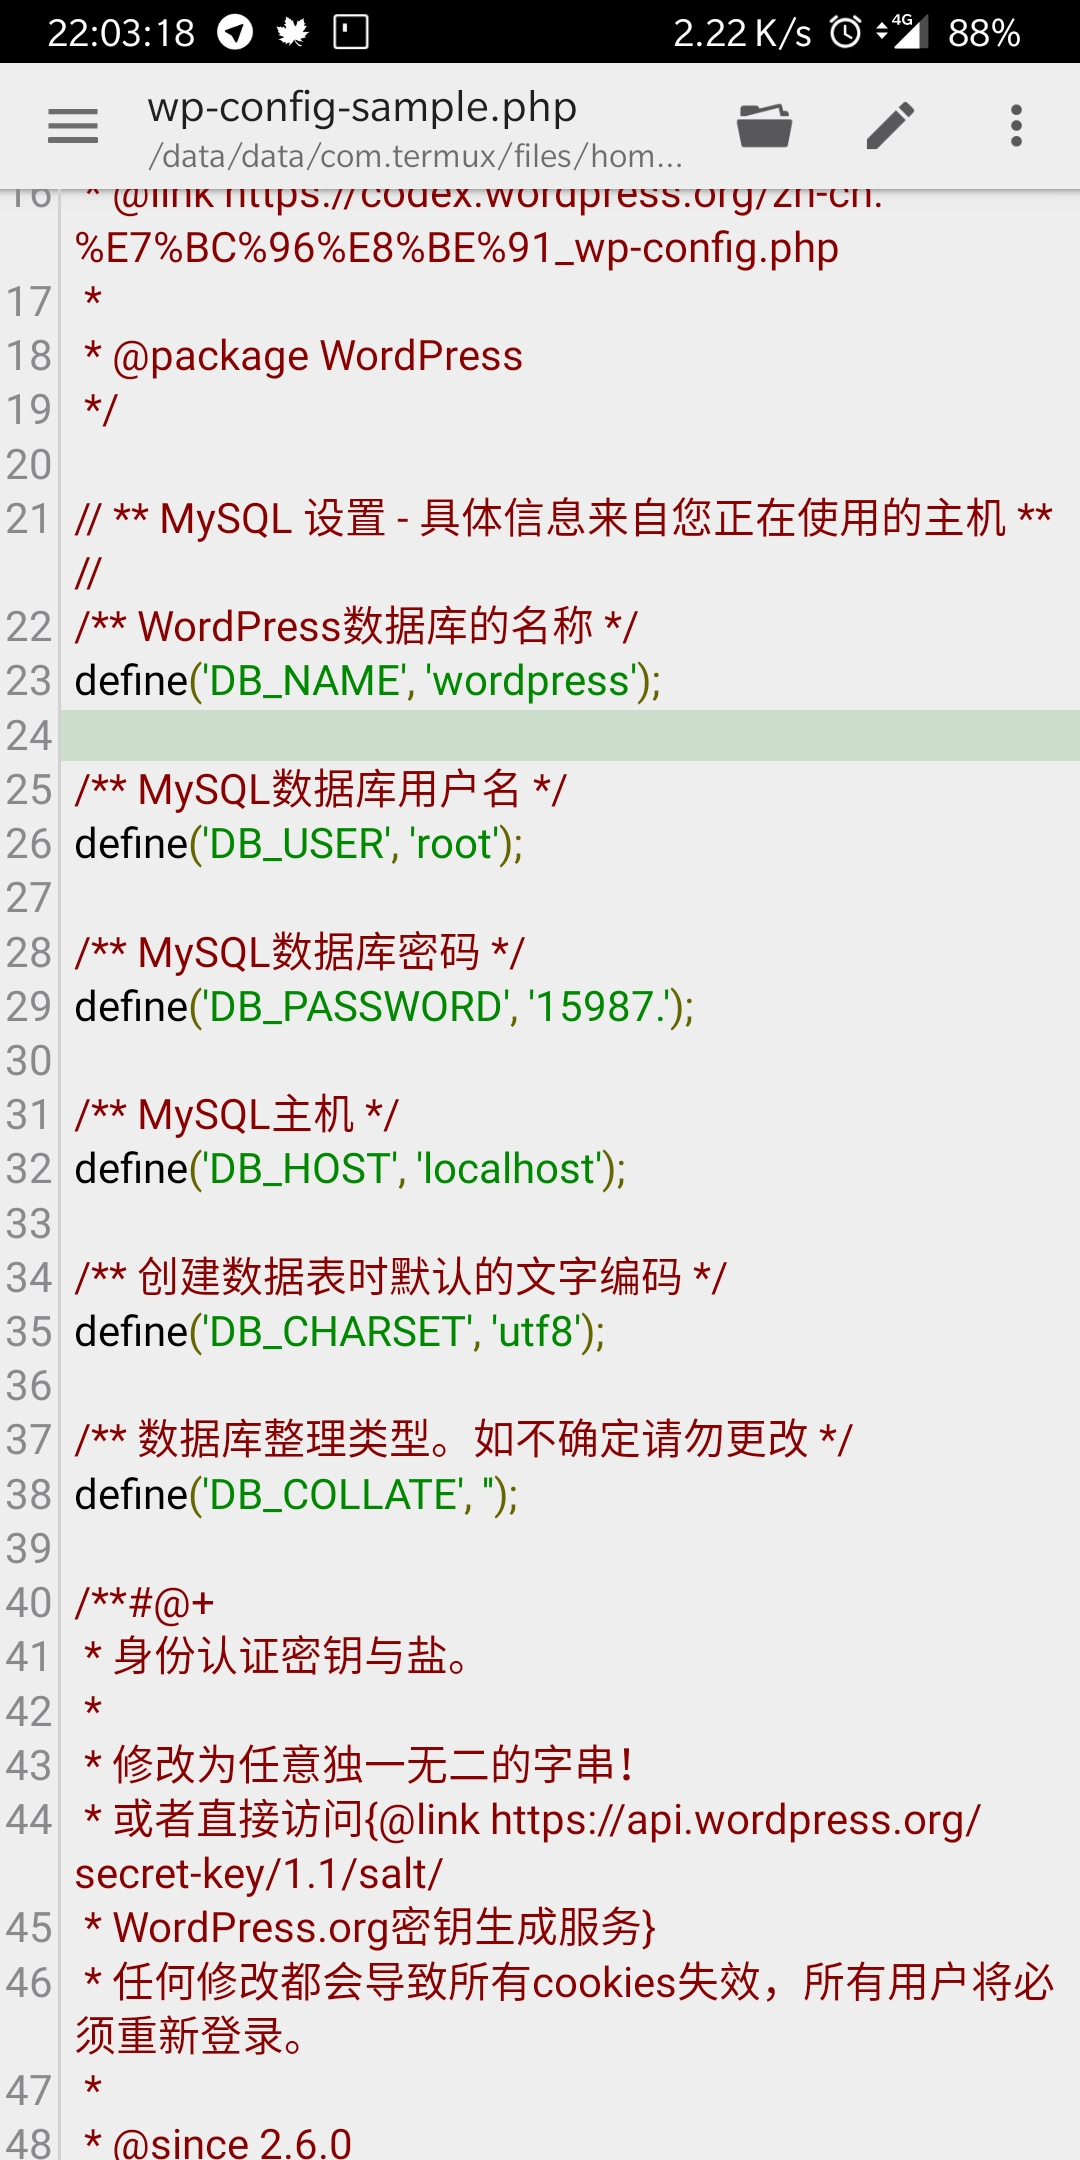 22:03:18 2.22 K/s 4G 88%
wp-config-sample.php
/data/data/com.termux/files/hom...
16 * @link https://codex.wordpress.org/zh-cn:
%E7%BC%96%E8%BE%91_wp-config.php
17 *
18 * @package WordPress
19 */
20
21 // ** MySQL 设置 - 具体信息来自您正在使用的主机 **
//
22 /** WordPress数据库的名称 */
23 define('DB_NAME', 'wordpress');
24
25 /** MySQL数据库用户名 */
26 define('DB_USER', 'root');
27
28 /** MySQL数据库密码 */
29 define('DB_PASSWORD', '15987.');
30
31 /** MySQL主机 */
32 define('DB_HOST', 'localhost');
33
34 /** 创建数据表时默认的文字编码 */
35 define('DB_CHARSET', 'utf8');
36
37 /** 数据库整理类型。如不确定请勿更改 */
38 define('DB_COLLATE', '');
39
40 /**#@+
41 * 身份认证密钥与盐。
42 *
43 * 修改为任意独一无二的字串！
44 * 或者直接访问{@link https://api.wordpress.org/
secret-key/1.1/salt/
45 * WordPress.org密钥生成服务}
46 * 任何修改都会导致所有cookies失效，所有用户将必
须重新登录。
47 *
48 * @since 2.6.0